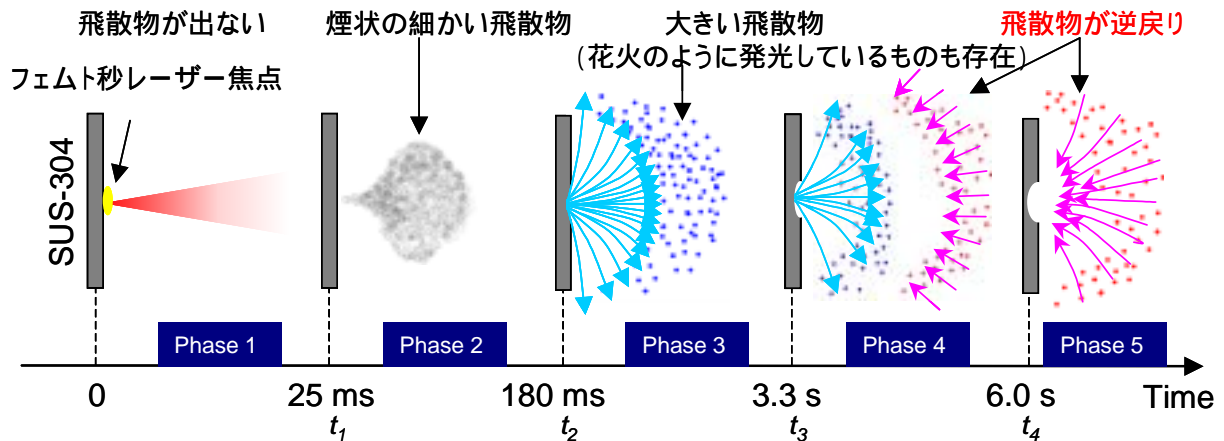 飛散物が出ない
煙状の細かい飛散物
大きい飛散物
(花火のように発光しているものも存在)
飛散物が逆戻り
フェムト秒レーザー焦点
SUS-304
Phase 1
Phase 2
Phase 3
Phase 4
Phase 5
0
25 ms
180 ms
3.3 s
6.0 s
Time
t1
t2
t3
t4